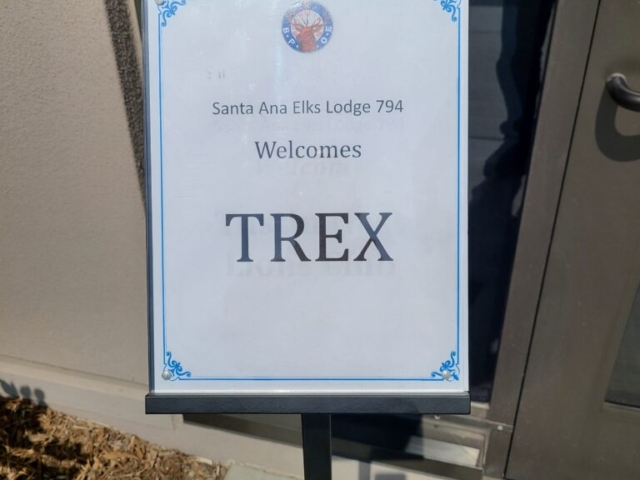 B.P.O.E
Santa Ana Elks Lodge 794
Welcomes
TREX